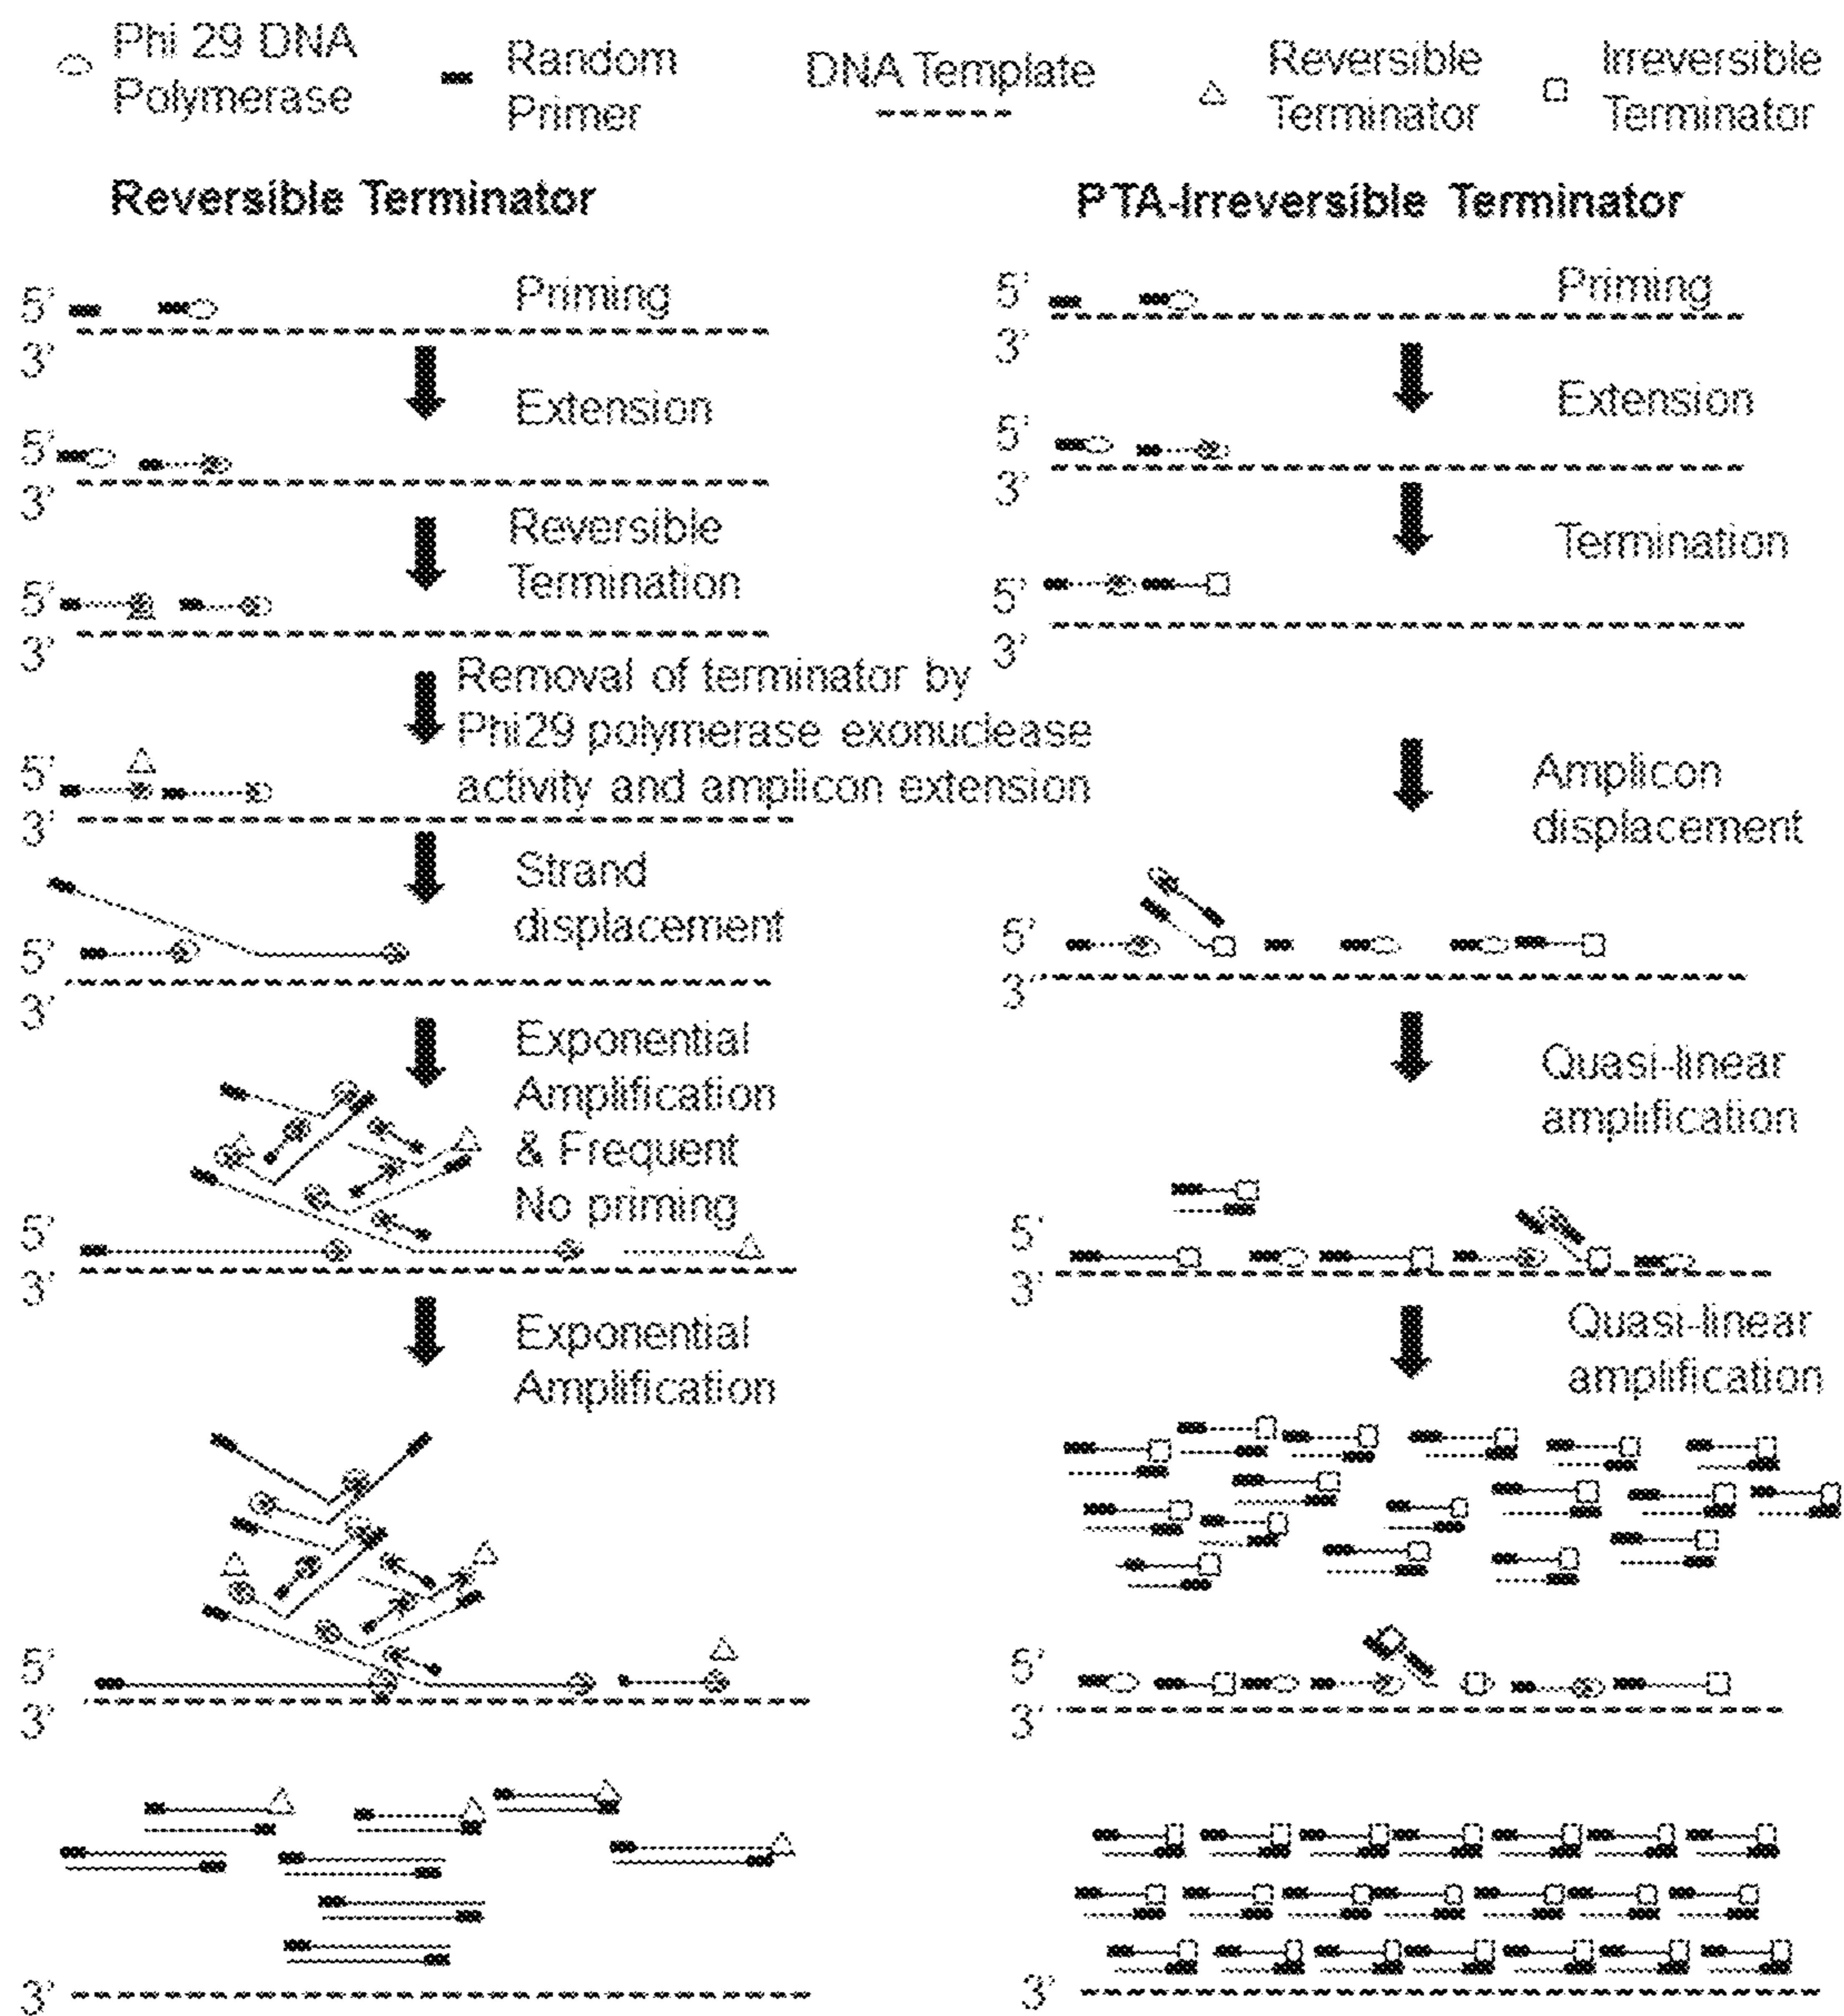 Phi 29 DNA
Polymerase
Random
Primer
DNA Template
Reversible
Terminator
Irreversible
Terminator
Reversible Terminator
5'
3'
Priming
Extension
5'
3'
Reversible
Termination
5'
3'
Removal of terminator by
Phi29 polymerase exonuclease
activity and amplicon extension
5'
3'
Strand
displacement
5'
3'
Exponential
Amplification
& Frequent
No priming
5'
3'
Exponential
Amplification
5'
3'
3'
PTA-Irreversible Terminator
5'
3'
Priming
Extension
5'
3'
Termination
5'
3'
Amplicon
displacement
5'
3'
Quasi-linear
amplification
5'
3'
Quasi-linear
amplification
5'
3'
3'